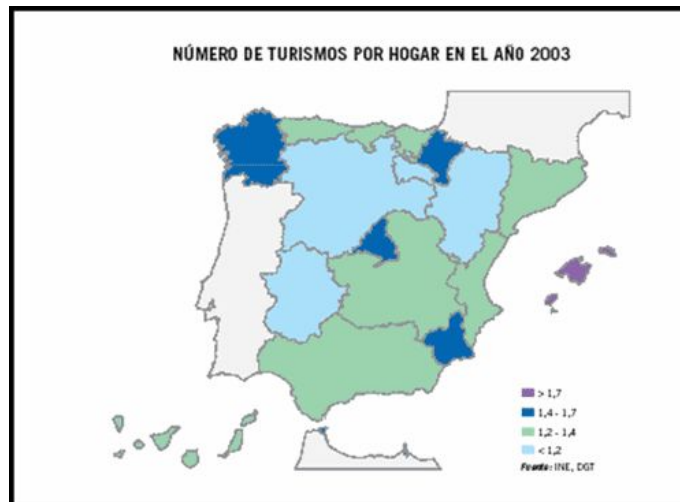 NÚMERO DE TURISMOS POR HOGAR EN EL AÑO 2003
> 1,7
1,4 - 1,7
1,2 - 1,4
< 1,2
Fuente: INE, DGT